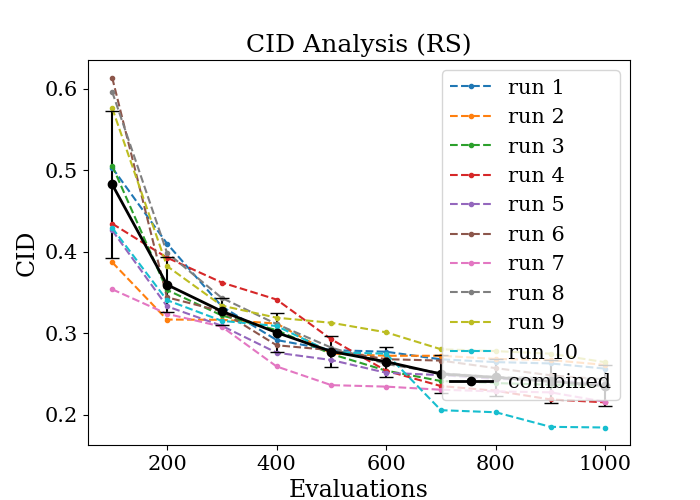 CID Analysis (RS)
CID
0.6
0.5
0.4
0.3
0.2
run 1
run 2
run 3
run 4
run 5
run 6
run 7
run 8
run 9
run 10
combined
200 400 600 800 1000
Evaluations